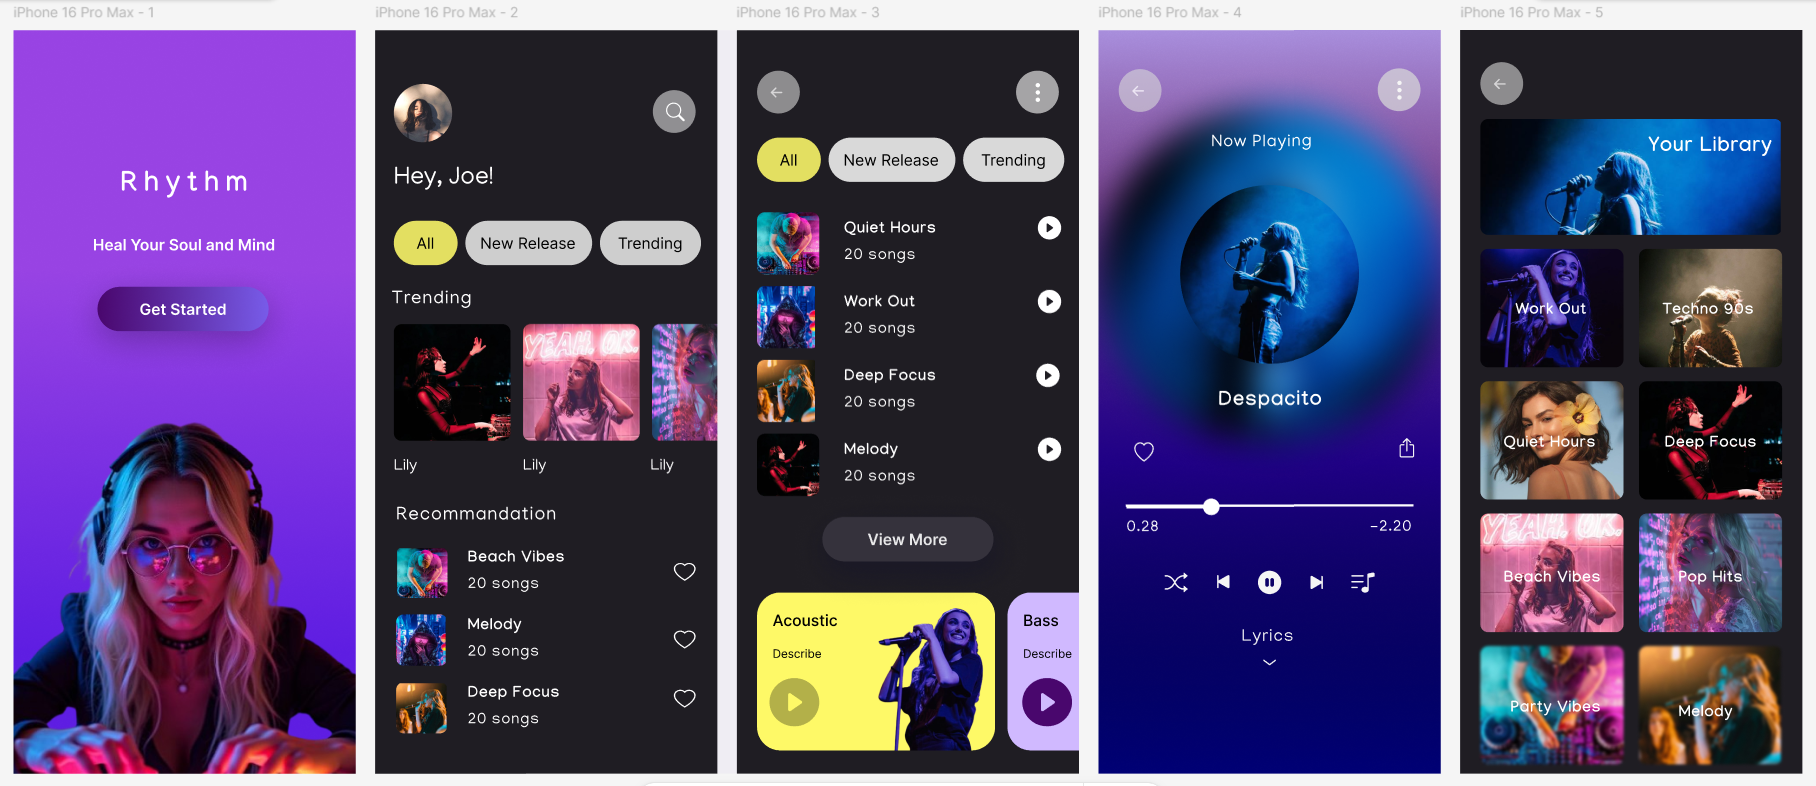 iPhone 16 Pro Max - 1
Rhythm
Heal Your Soul and Mind
Get Started
iPhone 16 Pro Max - 2
Hey, Joe!
All
New Release
Trending
Trending
YEAH. OK.
Lily
Lily
Lily
Recommandation
Beach Vibes
20 songs
Melody
20 songs
Deep Focus
20 songs
iPhone 16 Pro Max - 3
All
New Release
Trending
Quiet Hours
20 songs
Work Out
20 songs
Deep Focus
20 songs
Melody
20 songs
View More
Acoustic
Describe
Bass
Describe
iPhone 16 Pro Max - 4
Now Playing
Despacito
0.28
-2.20
Lyrics
iPhone 16 Pro Max - 5
Your Library
Work Out
Techno 90s
Quiet Hours
Deep Focus
YEAH. OK.
Beach Vibes
Pop Hits
Party Vibes
Melody